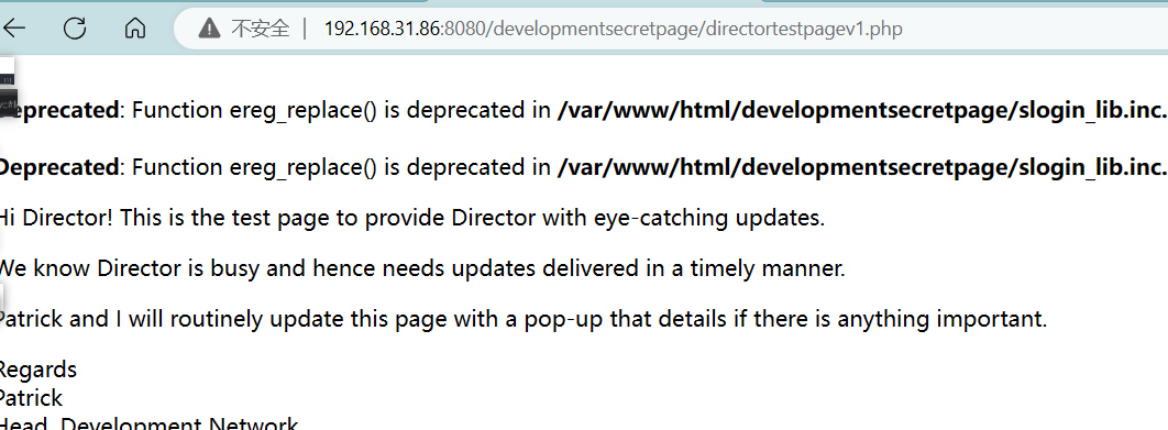 不安全 | 192.168.31.86:8080/developmentsecretpage/directortestpagev1.php
Deprecated: Function ereg_replace() is deprecated in /var/www/html/developmentsecretpage/slogin_lib.inc.
Deprecated: Function ereg_replace() is deprecated in /var/www/html/developmentsecretpage/slogin_lib.inc.
Hi Director! This is the test page to provide Director with eye-catching updates.
We know Director is busy and hence needs updates delivered in a timely manner.
Patrick and I will routinely update this page with a pop-up that details if there is anything important.
Regards
Patrick
Head, Development Network